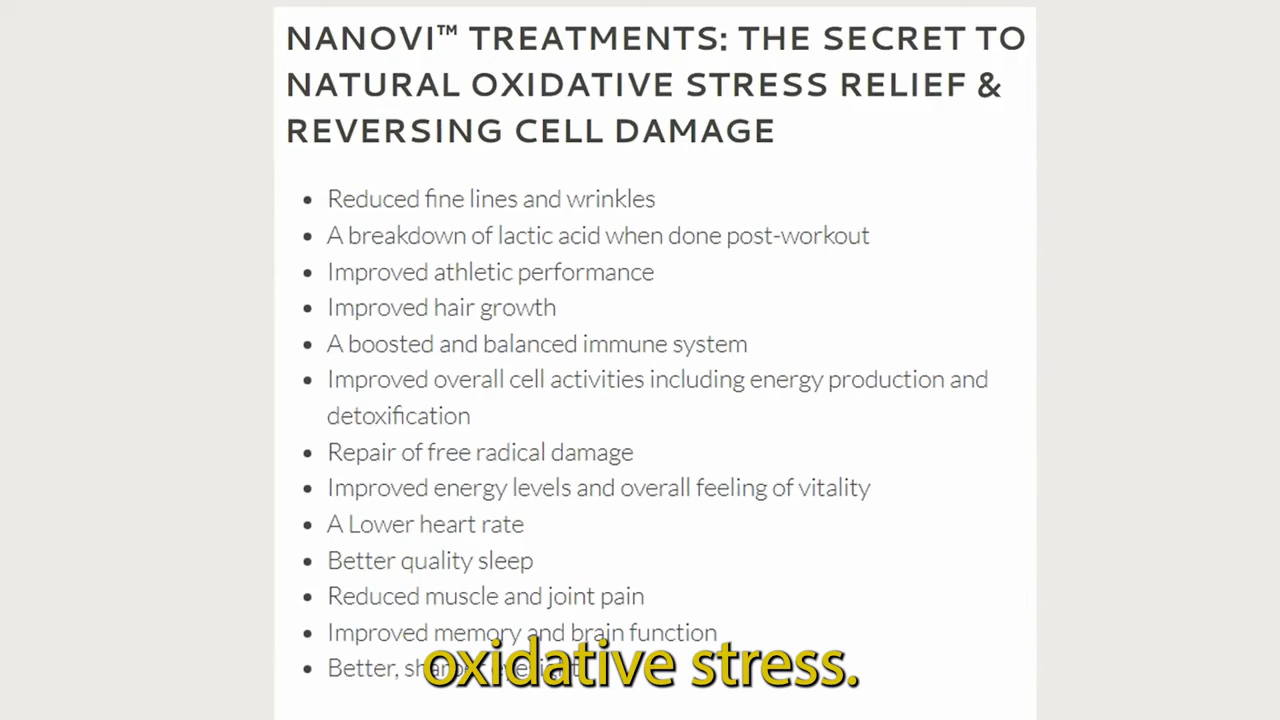 NANOVI™ TREATMENTS: THE SECRET TO
NATURAL OXIDATIVE STRESS RELIEF &
REVERSING CELL DAMAGE
• Reduced fine lines and wrinkles
• A breakdown of lactic acid when done post-workout
• Improved athletic performance
• Improved hair growth
• A boosted and balanced immune system
• Improved overall cell activities including energy production and
detoxification
• Repair of free radical damage
• Improved energy levels and overall feeling of vitality
• A Lower heart rate
• Better quality sleep
• Reduced muscle and joint pain
• Improved memory and brain function
• Better,
oxidative stress.